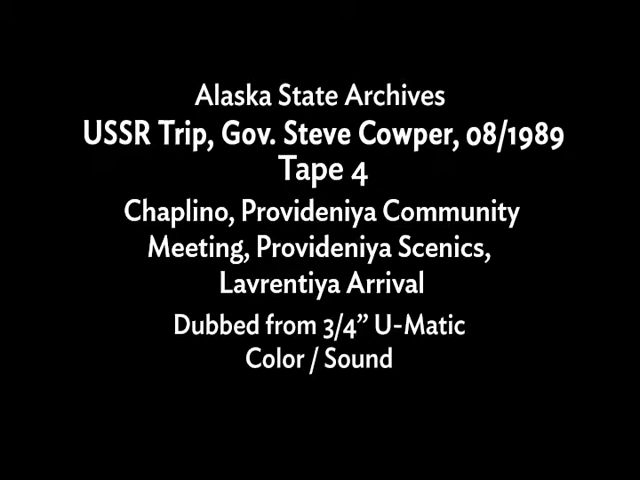 Alaska State Archives
USSR Trip, Gov. Steve Cowper, 08/1989
Tape 4
Chaplino, Provideniya Community
Meeting, Provideniya Scenics,
Lavrentiya Arrival
Dubbed from 3/4” U-Matic
Color / Sound